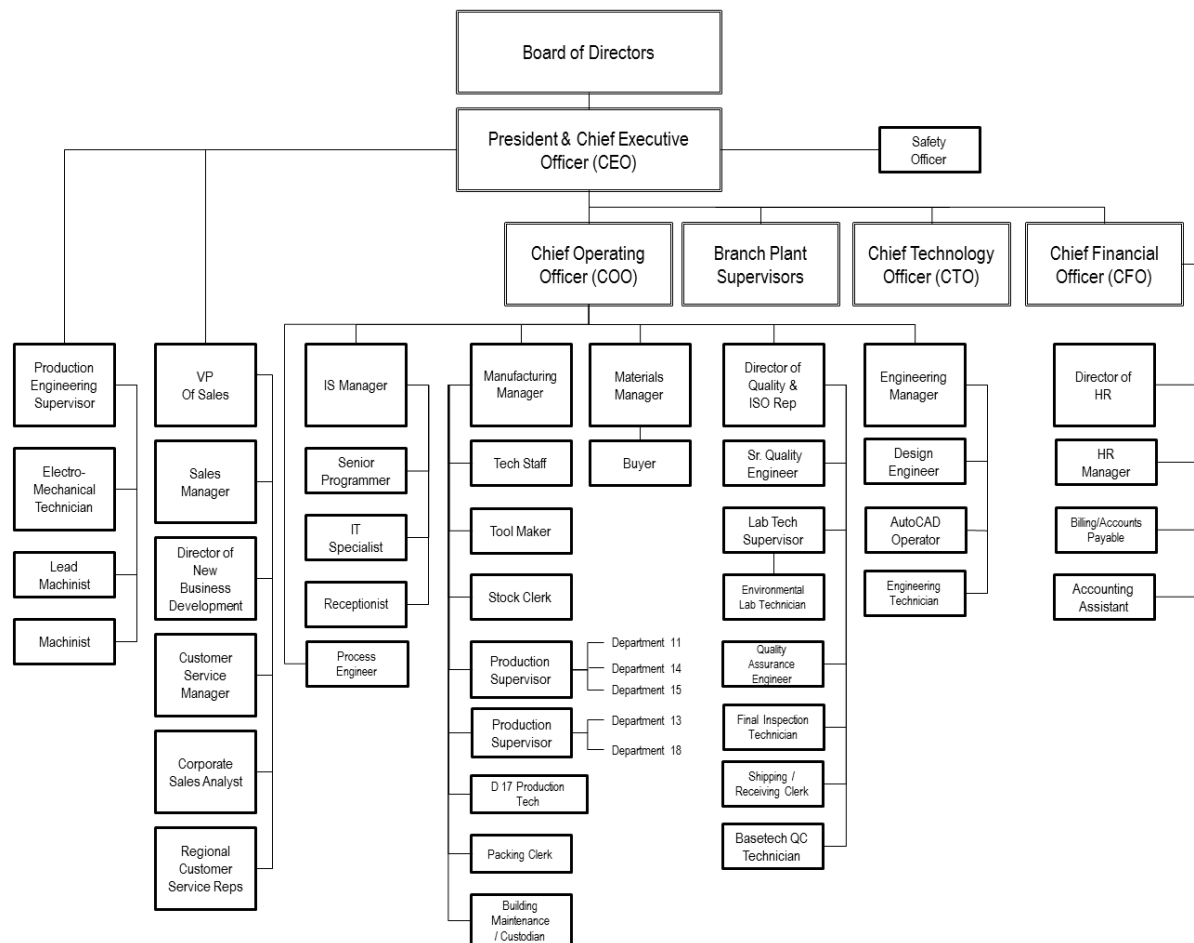 Board of Directors
President & Chief Executive
Officer (CEO)
Safety
Officer
Chief Operating
Officer (COO)
Branch Plant
Supervisors
Chief Technology
Officer (CTO)
Chief Financial
Officer (CFO)
Production
Engineering
Supervisor
VP
Of Sales
IS Manager
Manufacturing
Manager
Materials
Manager
Director of
Quality &
ISO Rep
Engineering
Manager
Director of
HR
Electro-
Mechanical
Technician
Sales
Manager
Senior
Programmer
Tech Staff
Buyer
Sr. Quality
Engineer
Design
Engineer
HR
Manager
Lead
Machinist
Director of
New
Business
Development
IT
Specialist
Tool Maker
Lab Tech
Supervisor
AutoCAD
Operator
Billing/Accounts
Payable
Receptionist
Stock Clerk
Environmental
Lab Technician
Engineering
Technician
Accounting
Assistant
Machinist
Customer
Service
Manager
Process
Engineer
Production
Supervisor
Department 11
Department 14
Department 15
Quality
Assurance
Engineer
Production
Supervisor
Department 13
Department 18
Final Inspection
Technician
Corporate
Sales Analyst
D 17 Production
Tech
Shipping /
Receiving Clerk
Regional
Customer
Service Reps
Packing Clerk
Basetech QC
Technician
Building
Maintenance
/ Custodian